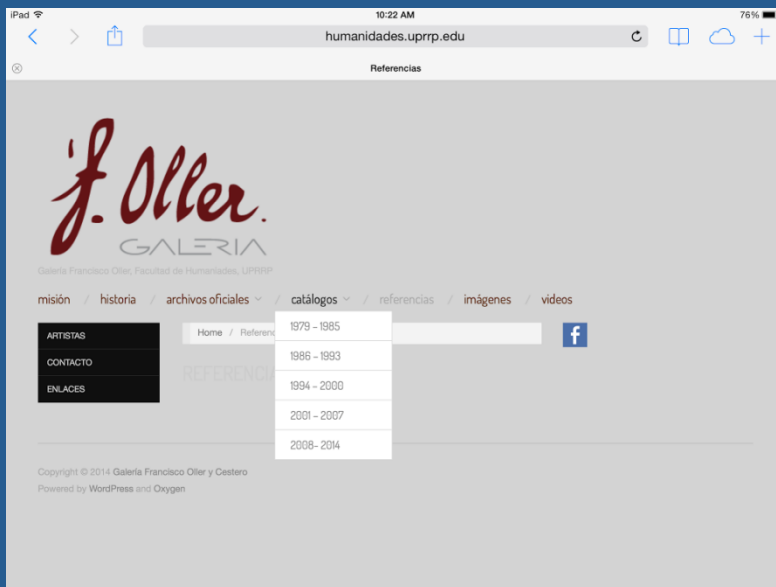 iPad 10:22 AM 76%
humanidades.uprrp.edu
Referencias
f. Oller.
GALERIA
Galería Francisco Oller, Facultad de Humaniades, UPRRP
misión / historia / archivos oficiales / catálogos / referencias / imágenes / videos
ARTISTAS
CONTACTO
ENLACES
Home / Referenc
REFERENCIA
1979 – 1985
1986 – 1993
1994 – 2000
2001 – 2007
2008– 2014
f
Copyright © 2014 Galería Francisco Oller y Cestero
Powered by WordPress and Oxygen